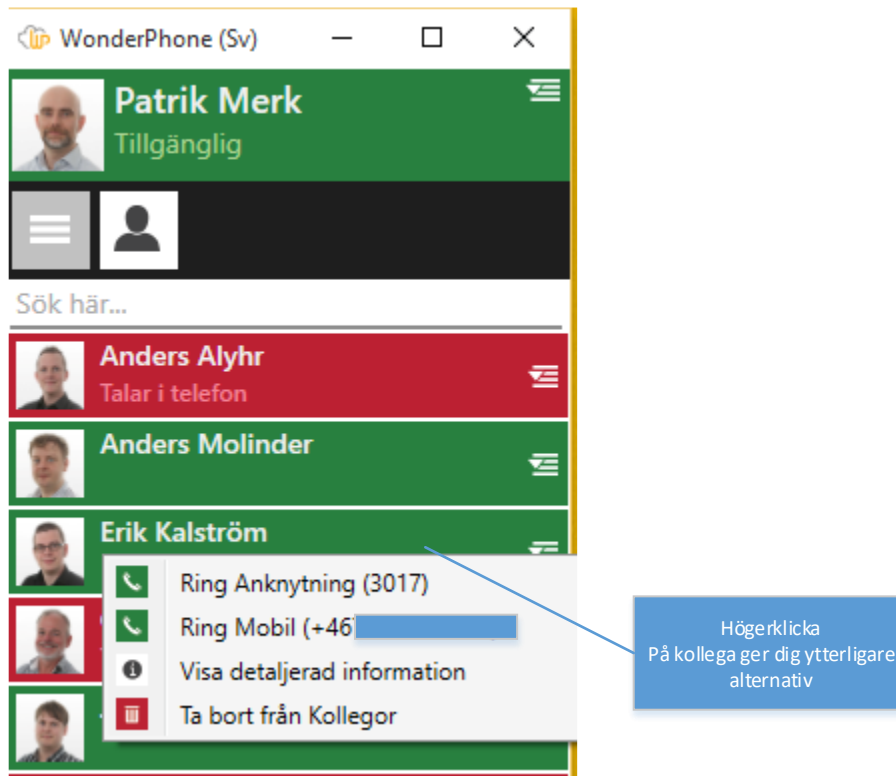 WonderPhone (Sv)
Patrik Merk
Tillgänglig
Sök här...
Anders Alyhr
Talar i telefon
Anders Molinder
Erik Kalström
Ring Anknytning (3017)
Ring Mobil (+46
Visa detaljerad information
Ta bort från Kollegor
Högerklicka
På kollega ger dig ytterligare
alternativ